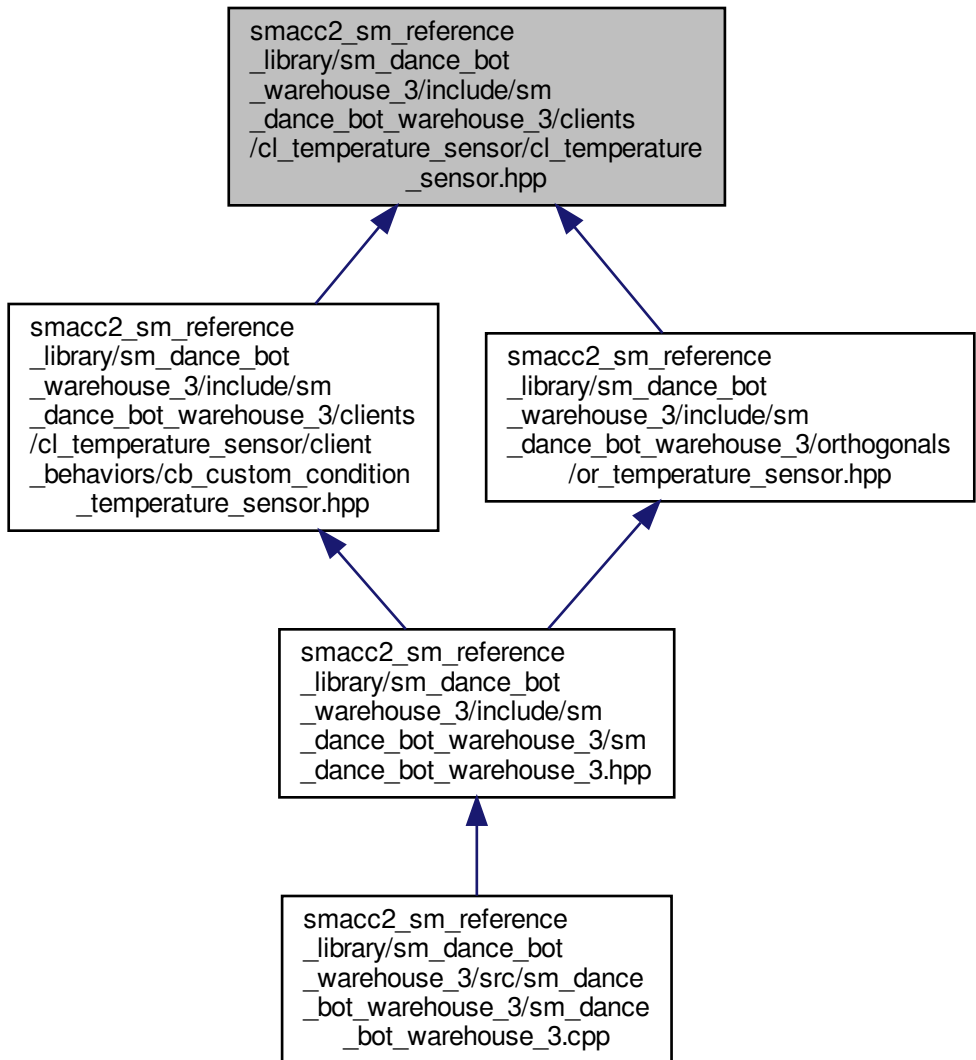 smacc2_sm_reference
_library/sm_dance_bot
_warehouse_3/include/sm
_dance_bot_warehouse_3/clients
/cl_temperature_sensor/cl_temperature
_sensor.hpp
smacc2_sm_reference
_library/sm_dance_bot
_warehouse_3/include/sm
_dance_bot_warehouse_3/clients
/cl_temperature_sensor/client
_behaviors/cb_custom_condition
_temperature_sensor.hpp
smacc2_sm_reference
_library/sm_dance_bot
_warehouse_3/include/sm
_dance_bot_warehouse_3/orthogonals
/or_temperature_sensor.hpp
smacc2_sm_reference
_library/sm_dance_bot
_warehouse_3/include/sm
_dance_bot_warehouse_3/sm
_dance_bot_warehouse_3.hpp
smacc2_sm_reference
_library/sm_dance_bot
_warehouse_3/src/sm_dance
_bot_warehouse_3/sm_dance
_bot_warehouse_3.cpp